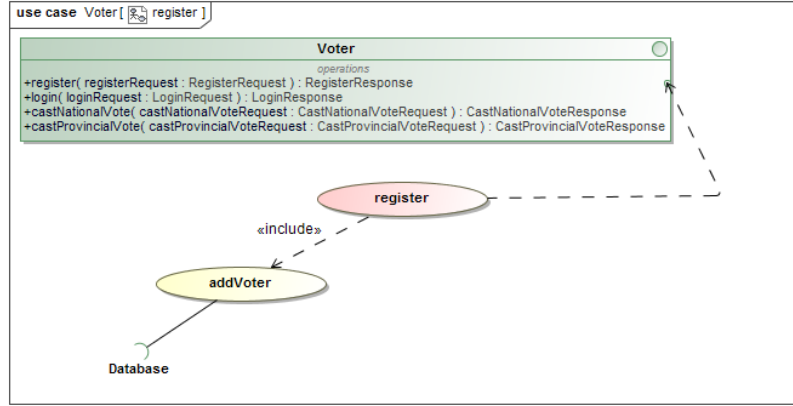 use case Voter [ register ]
Voter
operations
+register( registerRequest : RegisterRequest ) : RegisterResponse
+login( loginRequest : LoginRequest ) : LoginResponse
+castNationalVote( castNationalVoteRequest : CastNationalVoteRequest ) : CastNationalVoteResponse
+castProvincialVote( castProvincialVoteRequest : CastProvincialVoteRequest ) : CastProvincialVoteResponse
register
«include»
addVoter
Database